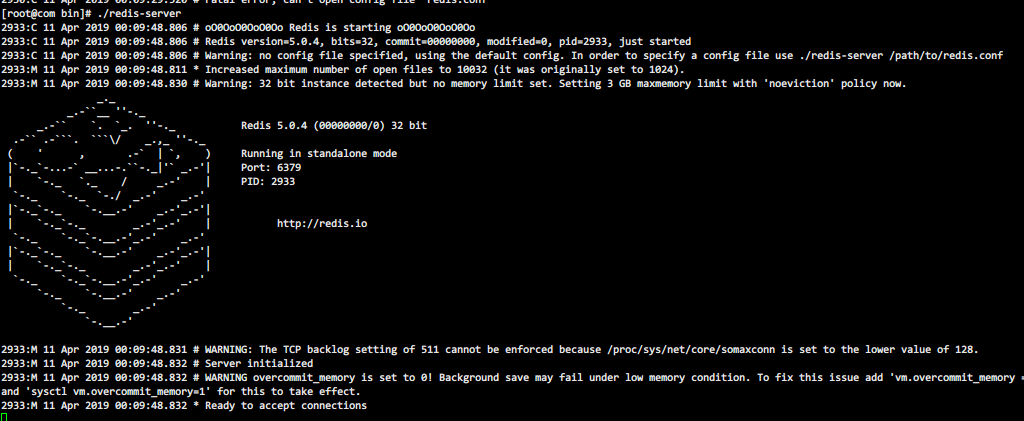 2930:C 11 Apr 2019 00:09:29.520 # Fatal error, can't open config file 'redis.conf'
[root@com bin]# ./redis-server
2933:C 11 Apr 2019 00:09:48.806 # oO0OoO0OoO0Oo Redis is starting oO0OoO0OoO0Oo
2933:C 11 Apr 2019 00:09:48.806 # Redis version=5.0.4, bits=32, commit=00000000, modified=0, pid=2933, just started
2933:C 11 Apr 2019 00:09:48.806 # Warning: no config file specified, using the default config. In order to specify a config file use ./redis-server /path/to/redis.conf
2933:M 11 Apr 2019 00:09:48.811 * Increased maximum number of open files to 10032 (it was originally set to 1024).
2933:M 11 Apr 2019 00:09:48.830 # Warning: 32 bit instance detected but no memory limit set. Setting 3 GB maxmemory limit with 'noeviction' policy now.
Redis 5.0.4 (00000000/0) 32 bit
Running in standalone mode
Port: 6379
PID: 2933
http://redis.io
2933:M 11 Apr 2019 00:09:48.831 # WARNING: The TCP backlog setting of 511 cannot be enforced because /proc/sys/net/core/somaxconn is set to the lower value of 128.
2933:M 11 Apr 2019 00:09:48.832 # Server initialized
2933:M 11 Apr 2019 00:09:48.832 # WARNING overcommit_memory is set to 0! Background save may fail under low memory condition. To fix this issue add 'vm.overcommit_memory =
and 'sysctl vm.overcommit_memory=1' for this to take effect.
2933:M 11 Apr 2019 00:09:48.832 * Ready to accept connections